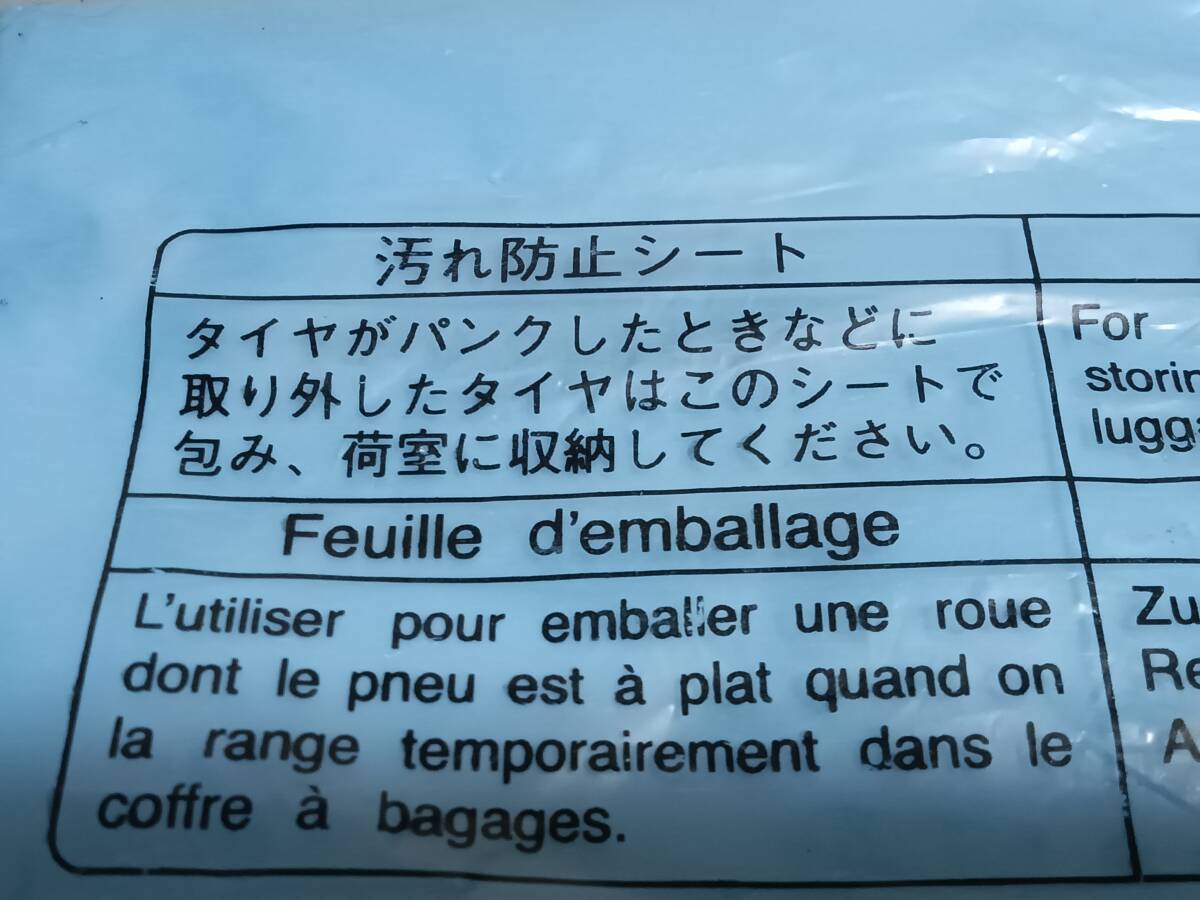 汚れ防止シート
タイヤがパンクしたときなどに
取り外したタイヤはこのシートで
包み、荷室に収納してください。
For
Feuille d'emballage
L'utiliser pour emballer une roue
dont le pneu est à plat quand on
la range temporairement dans le
coffre à bagages.